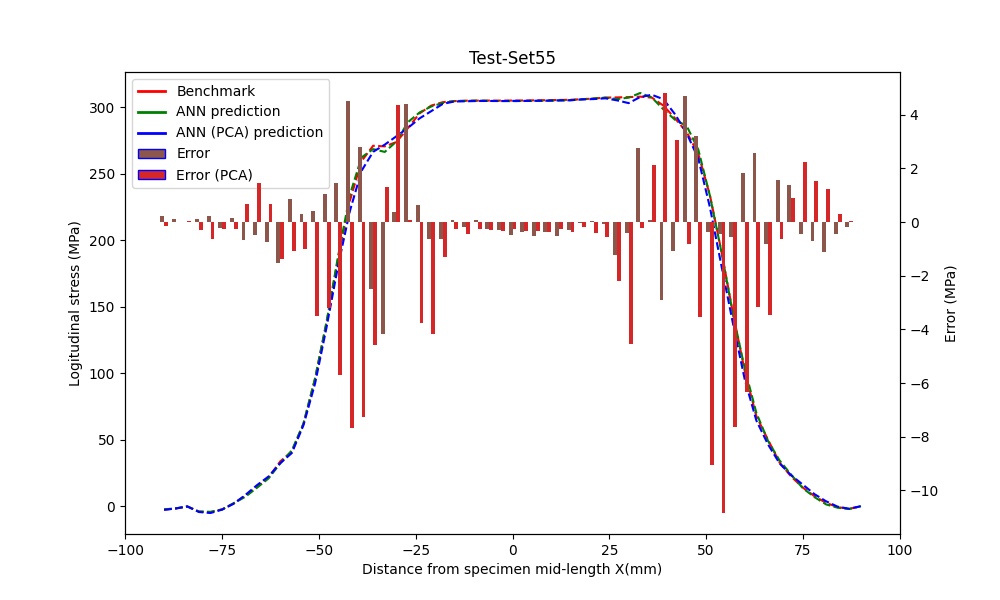 Test-Set55
Benchmark
ANN prediction
ANN (PCA) prediction
Error
Error (PCA)
300
250
200
150
100
50
0
Logitudinal stress (MPa)
4
2
0
−2
−4
−6
−8
−10
Error (MPa)
−100 −75 −50 −25 0 25 50 75 100
Distance from specimen mid-length X(mm)